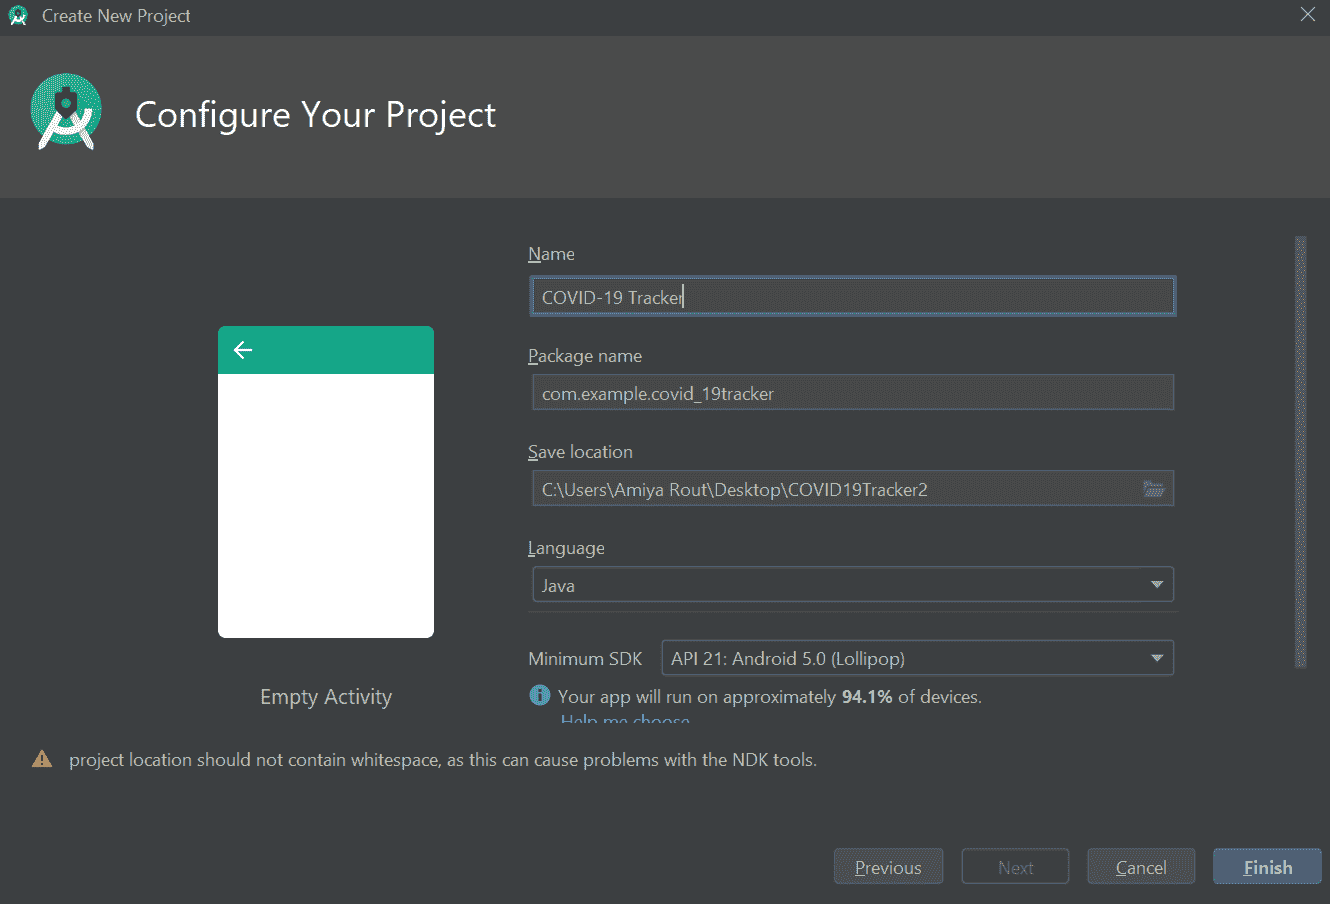 Create New Project
Configure Your Project
Name
COVID-19 Tracker
Package name
com.example.covid_19tracker
Save location
C:\Users\Amiya Rout\Desktop\COVID19Tracker2
Language
Java
Minimum SDK API 21: Android 5.0 (Lollipop)
Empty Activity
Your app will run on approximately 94.1% of devices.
Help me choose
project location should not contain whitespace, as this can cause problems with the NDK tools.
Previous Next Cancel Finish